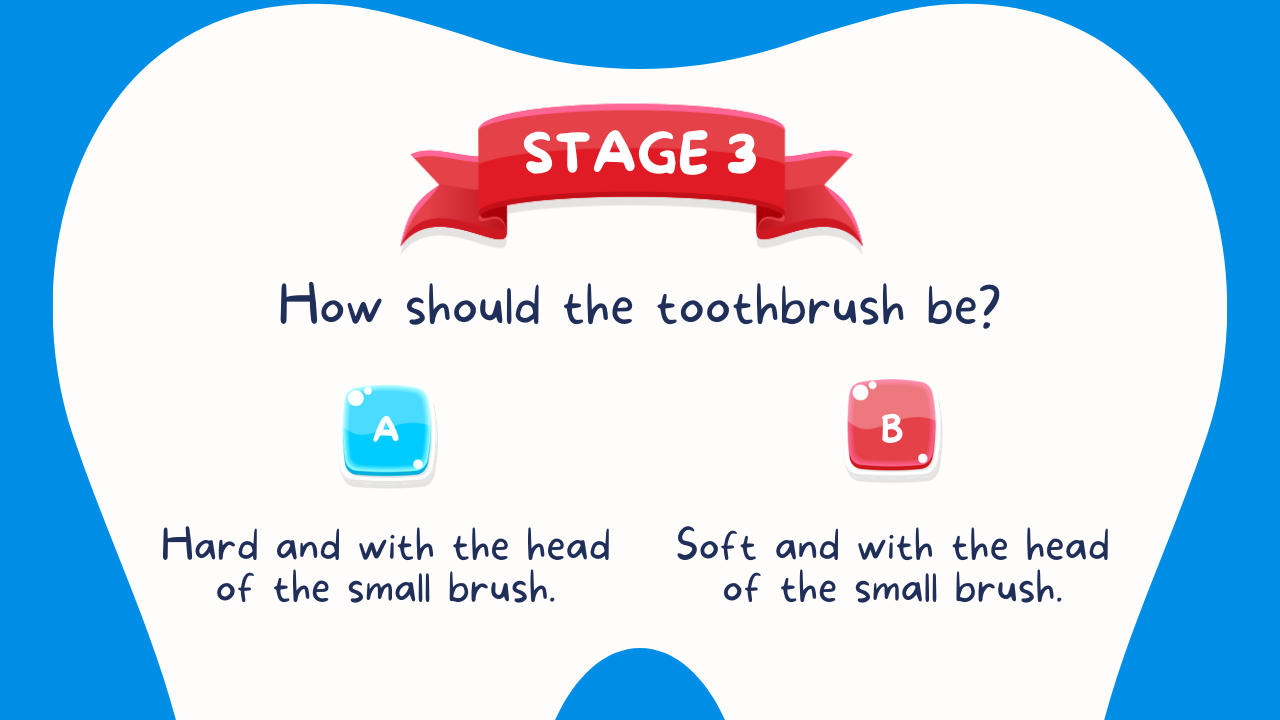 STAGE 3
How should the toothbrush be?
A
B
Hard and with the head
of the small brush.
Soft and with the head
of the small brush.